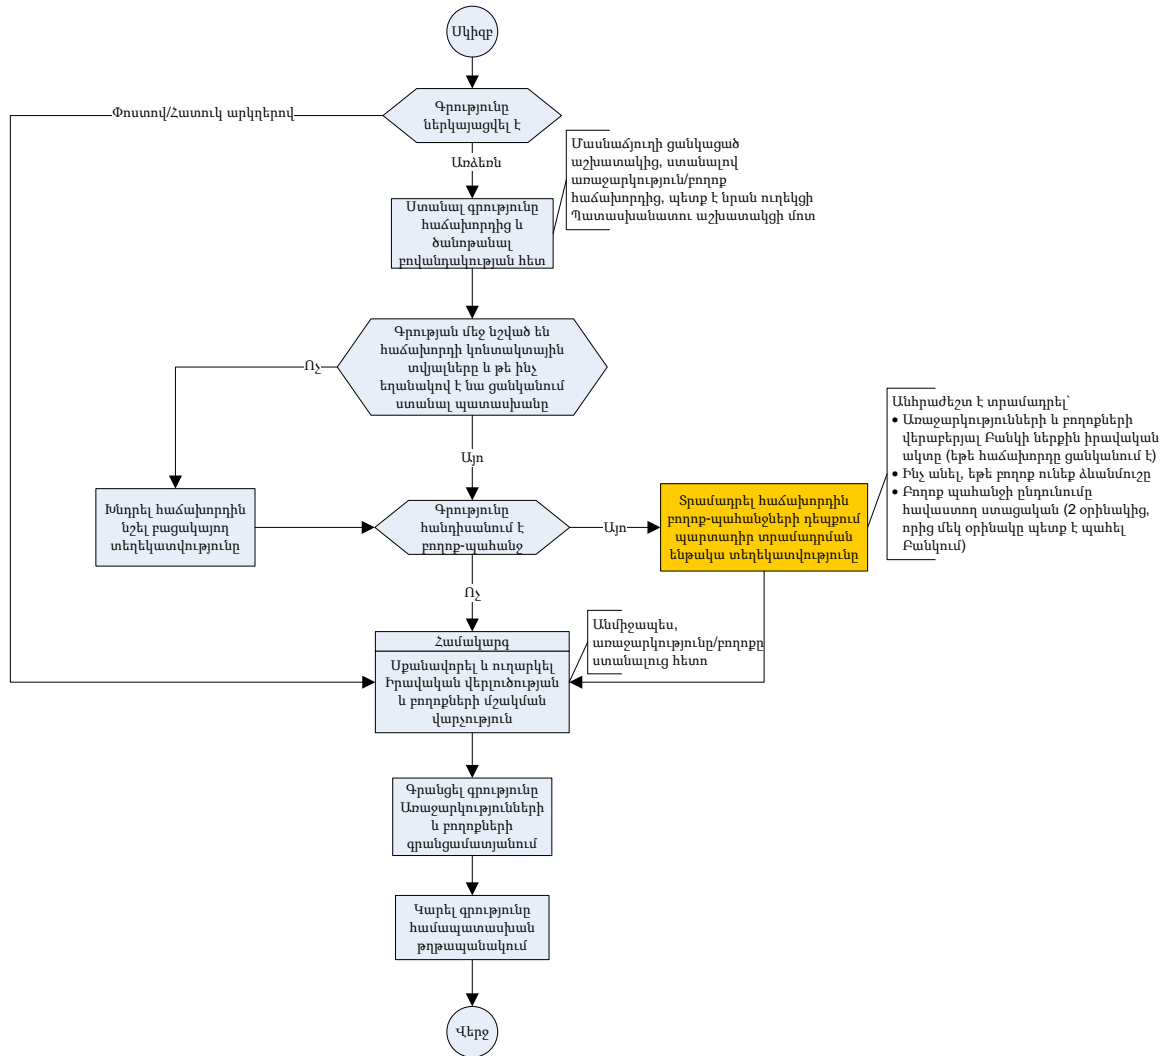 Սկիզբ
Գրությունը
ներկայացվել է
Փոստով/Հատուկ արկղերով
Առձեռն
Մասնաճյուղի ցանկացած
աշխատակից, ստանալով
առաջարկություն/բողոք
հաճախորդից, պետք է նրան ուղեկցի
Պատասխանատու աշխատակցի մոտ
Ստանալ գրությունը
հաճախորդից և
ծանոթանալ
բովանդակության հետ
Գրության մեջ նշված են
հաճախորդի կոնտակտային
տվյալները և թե ինչ
եղանակով է նա ցանկանում
ստանալ պատասխանը
Ոչ
Այո
Խնդրել հաճախորդին
նշել բացակայող
տեղեկատվությունը
Գրությունը
հանդիսանում է
բողոք-պահանջ
Այո
Տրամադրել հաճախորդին
բողոք-պահանջների դեպքում
պարտադիր տրամադրման
ենթակա տեղեկատվությունը
Անհրաժեշտ է տրամադրել՝
• Առաջարկությունների և բողոքների
վերաբերյալ Բանկի ներքին իրավական
ակտը (եթե հաճախորդը ցանկանում է)
• Ինչ անել, եթե բողոք ունեք ձևանմուշը
• Բողոք պահանջի ընդունումը
հավաստող ստացական (2 օրինակից,
որից մեկ օրինակը պետք է պահել
Բանկում)
Ոչ
Անմիջապես,
առաջարկությունը/բողոքը
ստանալուց հետո
Համակարգ
Սքանավորել և ուղարկել
Իրավական վերլուծության
և բողոքների մշակման
վարչություն
Գրանցել գրությունը
Առաջարկությունների
և բողոքների
գրանցամատյանում
Կարել գրությունը
համապատասխան
թղթապանակում
Վերջ